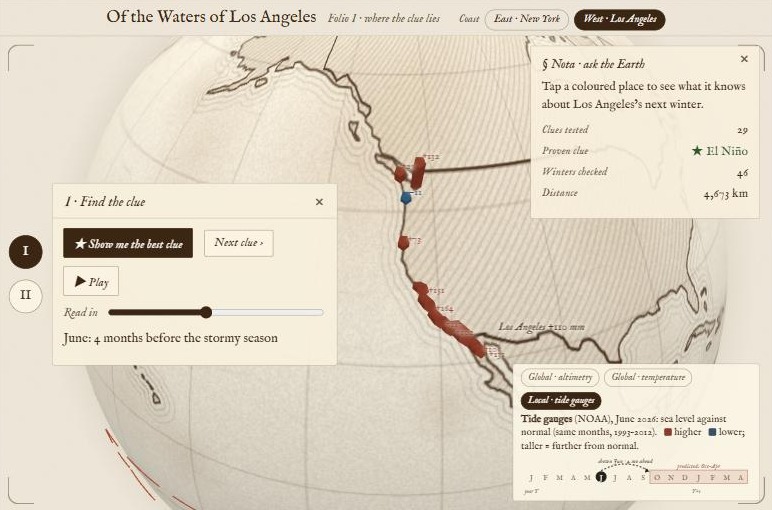 Of the Waters of Los Angeles
Folio I · where the clue lies
Coast
East · New York
West · Los Angeles
§ Nota · ask the Earth
Tap a coloured place to see what it knows
about Los Angeles's next winter.
Clues tested 29
Proven clue ★ El Niño
Winters checked 46
Distance 4,673 km
I · Find the clue
★ Show me the best clue
Next clue ›
▶ Play
Read in
June: 4 months before the stormy season
I
II
Los Angeles +110 mm
Global · altimetry
Global · temperature
Local · tide gauges
Tide gauges (NOAA), June 2026: sea level against
normal (same months, 1993-2012). higher lower;
taller = further from normal.
J F M A M J J A S O N D J F M A
year Y